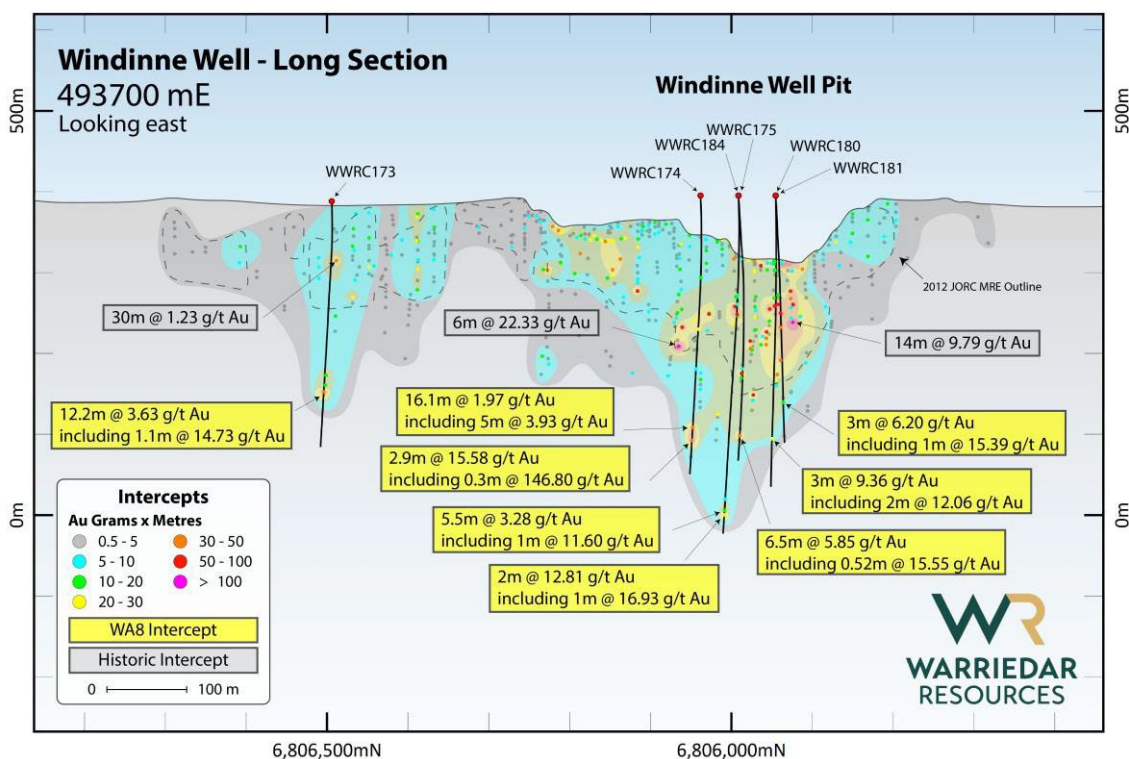 Windinne Well - Long Section
493700 mE
Looking east
Windinne Well Pit
500m
500m
WWRC173
WWRC174
WWRC184
WWRC175
WWRC180
WWRC181
2012 JORC MRE Outline
30m @ 1.23 g/t Au
6m @ 22.33 g/t Au
14m @ 9.79 g/t Au
12.2m @ 3.63 g/t Au
including 1.1m @ 14.73 g/t Au
16.1m @ 1.97 g/t Au
including 5m @ 3.93 g/t Au
2.9m @ 15.58 g/t Au
including 0.3m @ 146.80 g/t Au
5.5m @ 3.28 g/t Au
including 1m @ 11.60 g/t Au
2m @ 12.81 g/t Au
including 1m @ 16.93 g/t Au
3m @ 6.20 g/t Au
including 1m @ 15.39 g/t Au
3m @ 9.36 g/t Au
including 2m @ 12.06 g/t Au
6.5m @ 5.85 g/t Au
including 0.52m @ 15.55 g/t Au
0m
0m
Intercepts
Au Grams x Metres
0.5 - 5
5 - 10
10 - 20
20 - 30
30 - 50
50 - 100
> 100
WA8 Intercept
Historic Intercept
0 100 m
WR
WARRIEDAR
RESOURCES
6,806,500mN
6,806,000mN